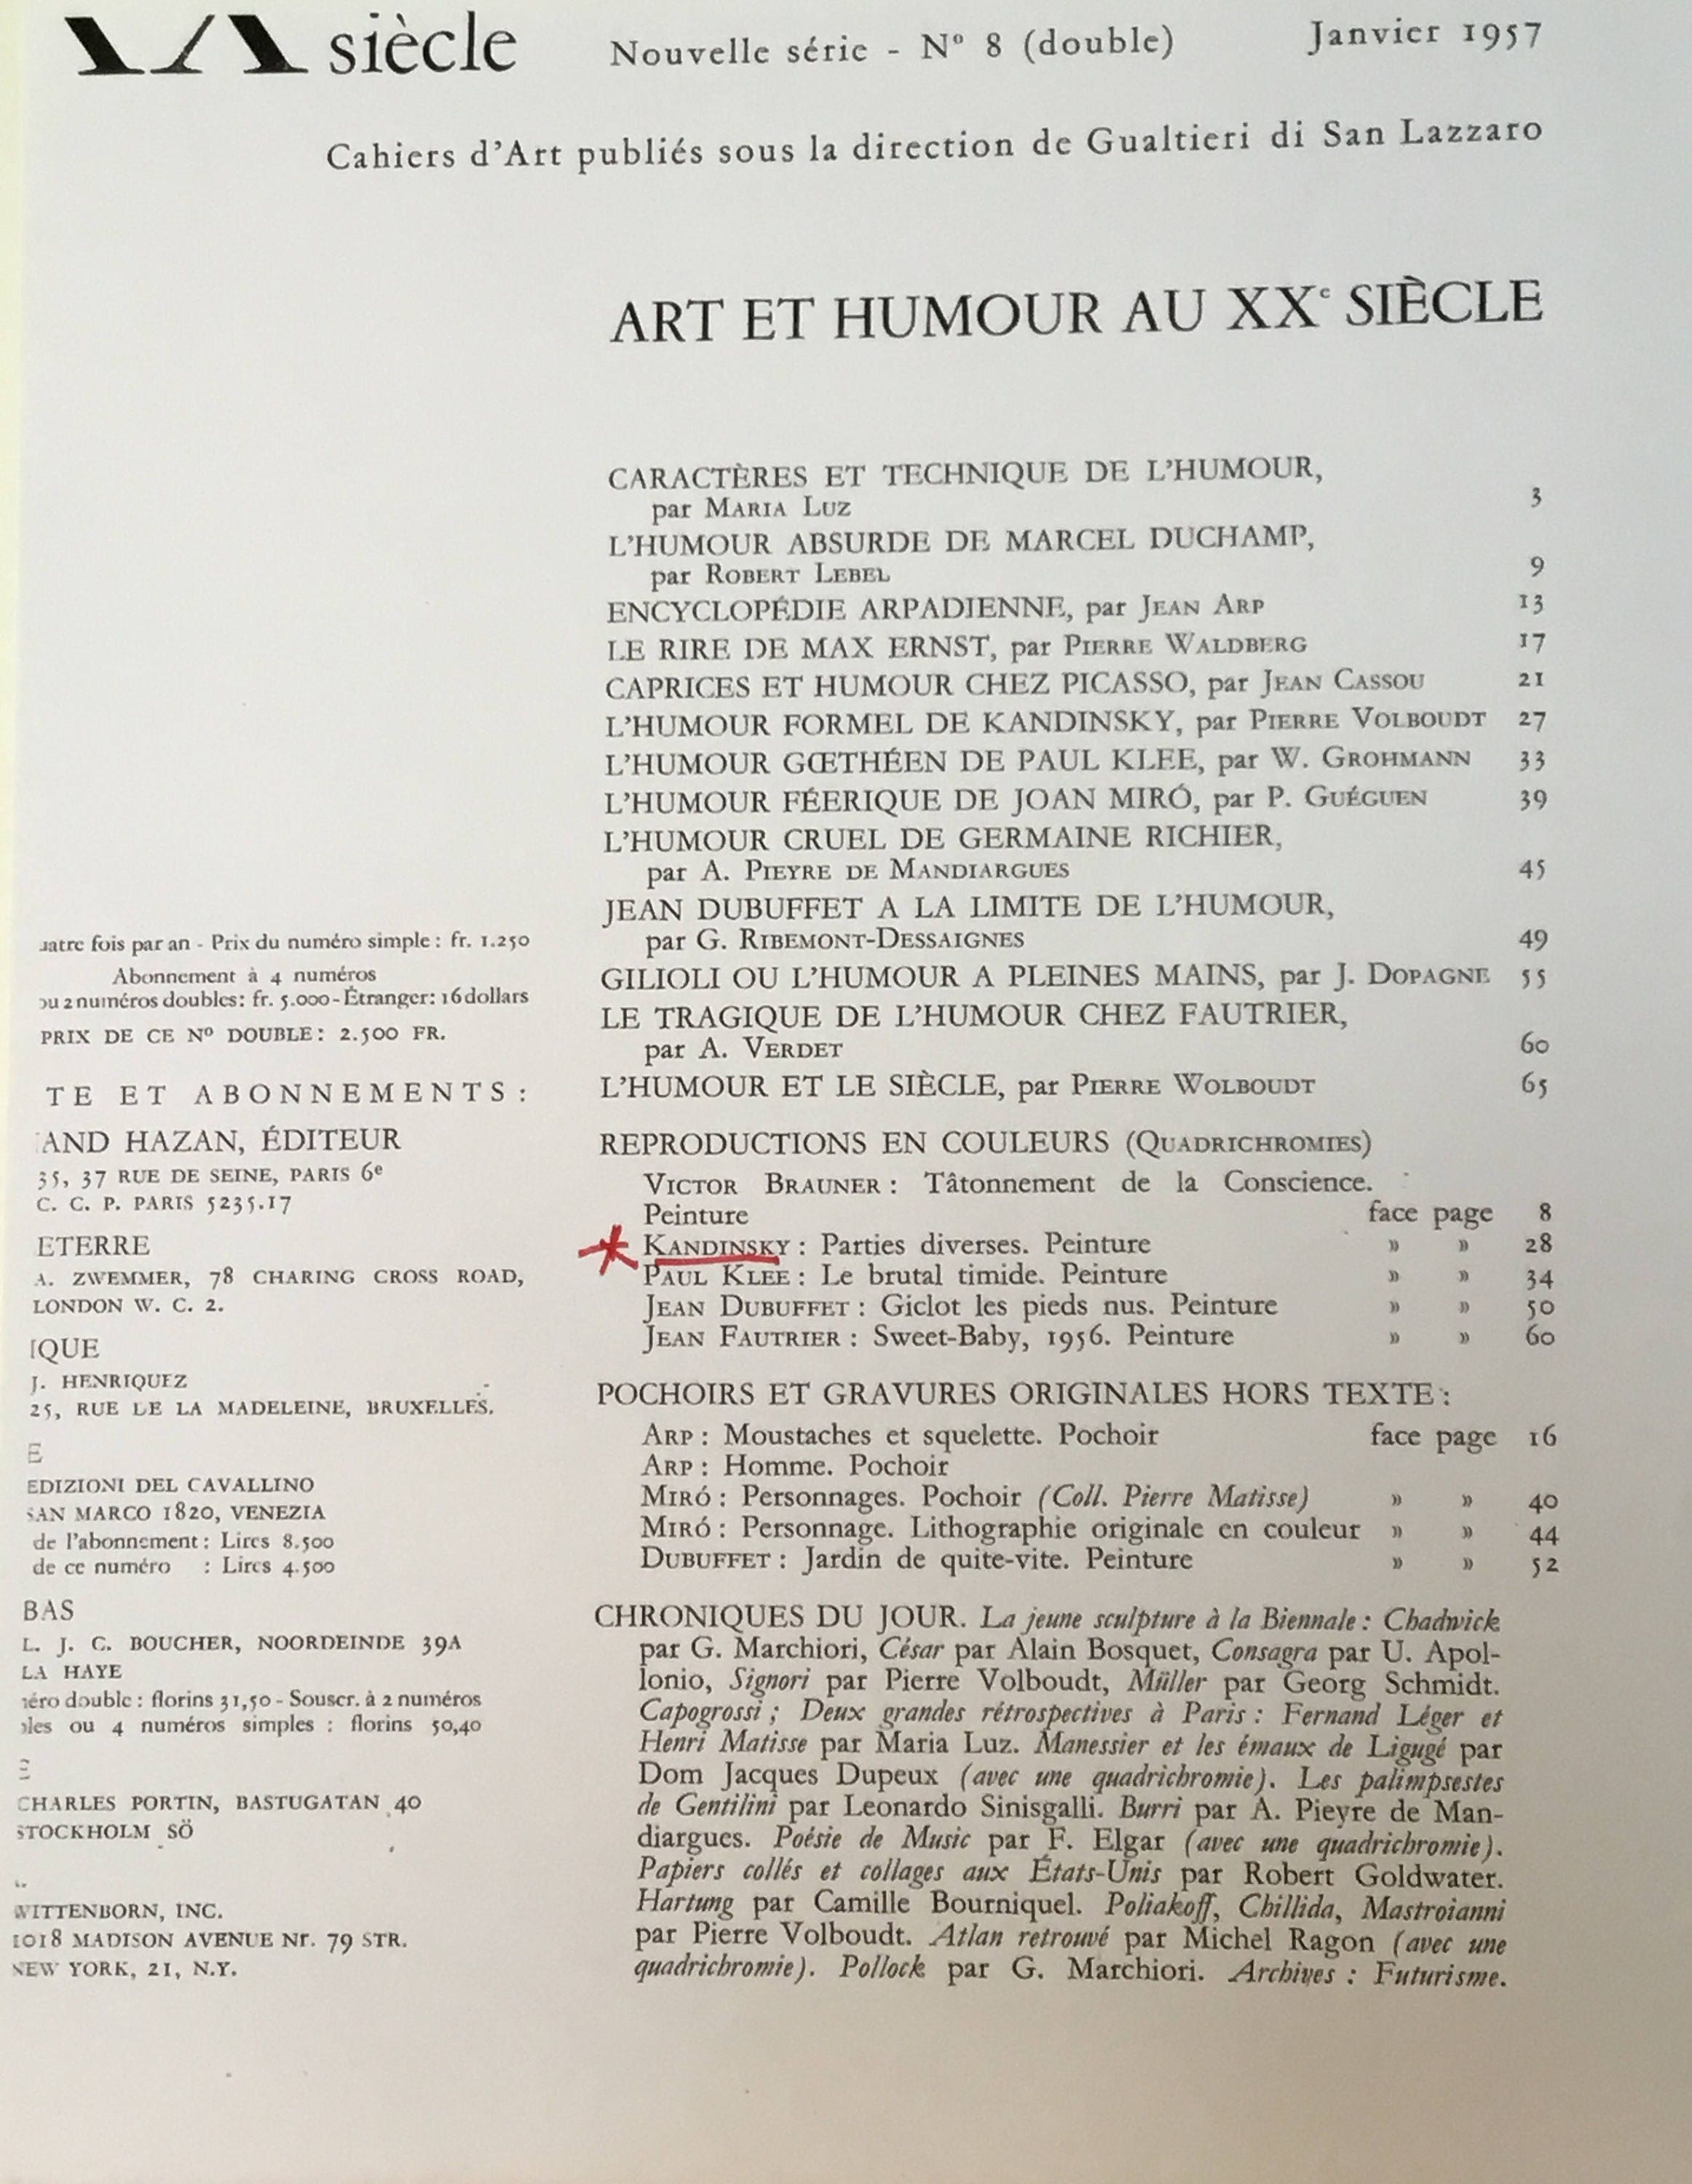 siècle Nouvelle série - N° 8 (double) Janvier 1957
Cahiers d'Art publiés sous la direction de Gualtieri di San Lazzaro
ART ET HUMOUR AU XXᵉ SIÈCLE
CARACTÈRES ET TECHNIQUE DE L'HUMOUR,
par MARIA LUZ 3
L'HUMOUR ABSURDE DE MARCEL DUCHAMP,
par ROBERT LEBEL 9
ENCYCLOPÉDIE ARPADIENNE, par JEAN ARP 13
LE RIRE DE MAX ERNST, par PIERRE WALDBERG 17
CAPRICES ET HUMOUR CHEZ PICASSO, par JEAN CASSOU 21
L'HUMOUR FORMEL DE KANDINSKY, par PIERRE VOLBOUDT 27
L'HUMOUR GŒTHÉEN DE PAUL KLEE, par W. GROHMANN 33
L'HUMOUR FÉERIQUE DE JOAN MIRÓ, par P. GUÉGUEN 39
L'HUMOUR CRUEL DE GERMAINE RICHIER,
par A. PIEYRE DE MANDIARGUES 45
JEAN DUBUFFET A LA LIMITE DE L'HUMOUR,
par G. RIBEMONT-DESSAIGNES 49
GILIOLI OU L'HUMOUR A PLEINES MAINS, par J. DOPAGNE 55
LE TRAGIQUE DE L'HUMOUR CHEZ FAUTRIER,
par A. VERDET 60
L'HUMOUR ET LE SIÈCLE, par PIERRE WOLBOUDT 65
REPRODUCTIONS EN COULEURS (QUADRICHROMIES)
VICTOR BRAUNER : Tâtonnement de la Conscience.
Peinture face page 8
KANDINSKY : Parties diverses. Peinture » » 28
PAUL KLEE : Le brutal timide. Peinture » » 34
JEAN DUBUFFET : Giclot les pieds nus. Peinture » » 50
JEAN FAUTRIER : Sweet-Baby, 1956. Peinture » » 60
POCHOIRS ET GRAVURES ORIGINALES HORS TEXTE :
ARP : Moustaches et squelette. Pochoir face page 16
ARP : Homme. Pochoir
MIRÓ : Personnages. Pochoir (Coll. Pierre Matisse) » » 40
MIRÓ : Personnage. Lithographie originale en couleur » » 44
DUBUFFET : Jardin de quite-vite. Peinture » » 52
CHRONIQUES DU JOUR. La jeune sculpture à la Biennale : Chadwick
par G. Marchiori, César par Alain Bosquet, Consagra par U. Apol-
lonio, Signori par Pierre Volboudt, Müller par Georg Schmidt.
Capogrossi ; Deux grandes rétrospectives à Paris : Fernand Léger et
Henri Matisse par Maria Luz. Manessier et les émaux de Ligugé par
Dom Jacques Dupeux (avec une quadrichromie). Les palimpsestes
de Gentilini par Leonardo Sinisgalli. Burri par A. Pieyre de Man-
diargues. Poésie de Music par F. Elgar (avec une quadrichromie).
Papiers collés et collages aux États-Unis par Robert Goldwater.
Hartung par Camille Bourniquel. Poliakoff, Chillida, Mastroianni
par Pierre Volboudt. Atlan retrouvé par Michel Ragon (avec une
quadrichromie). Pollock par G. Marchiori. Archives : Futurisme.
fois par an - Prix du numéro simple : fr. 1.250
Abonnement à 4 numéros
ou 2 numéros doubles: fr. 5.000 - Étranger: 16 dollars
PRIX DE CE N° DOUBLE : 2.500 FR.
TE ET ABONNEMENTS :
AND HAZAN, ÉDITEUR
35, 37 RUE DE SEINE, PARIS 6e
C. C. P. PARIS 5235.17
ETERRE
A. ZWEMMER, 78 CHARING CROSS ROAD,
LONDON W. C. 2.
IQUE
J. HENRIQUEZ
25, RUE LE LA MADELEINE, BRUXELLES.
E
EDIZIONI DEL CAVALLINO
SAN MARCO 1820, VENEZIA
de l'abonnement : Lires 8.500
de ce numéro : Lires 4.500
BAS
L. J. C. BOUCHER, NOORDEINDE 39A
LA HAYE
éro double : florins 31,50 - Souscr. à 2 numéros
les ou 4 numéros simples : florins 50,40
CHARLES PORTIN, BASTUGATAN 40
STOCKHOLM SÖ
WITTENBORN, INC.
1018 MADISON AVENUE Nr. 79 STR.
NEW YORK, 21, N.Y.